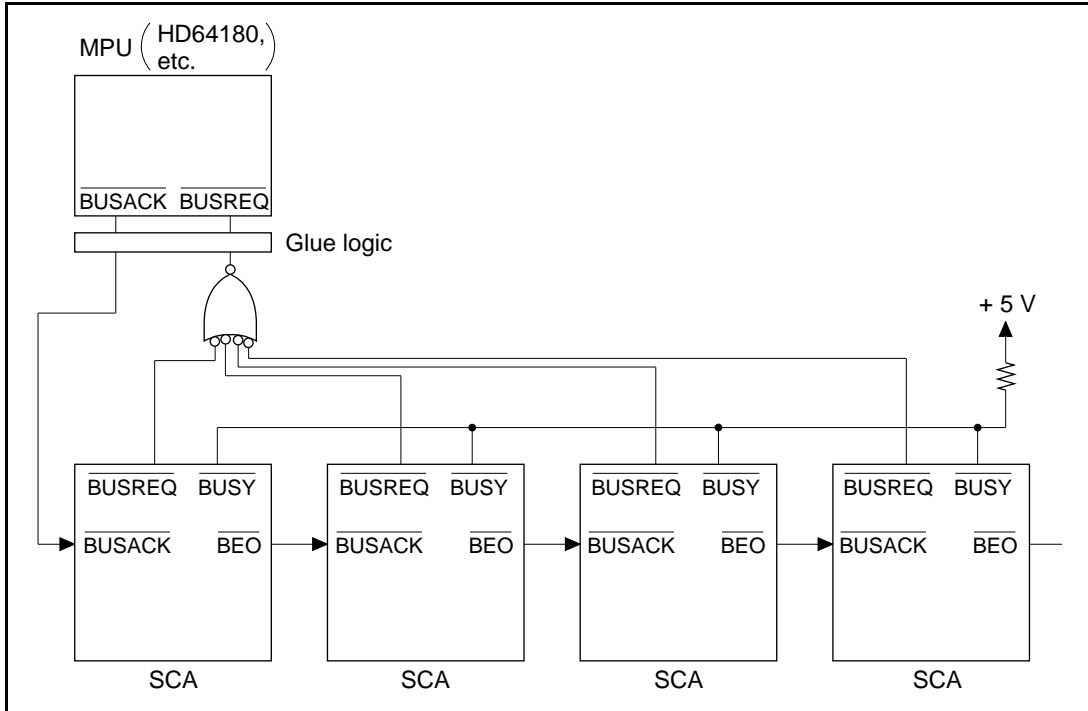 MPU (HD64180,
etc.)
BUSACK BUSREQ
Glue logic
+ 5 V
BUSREQ BUSY BUSREQ BUSY BUSREQ BUSY BUSREQ BUSY
BUSACK BEO BUSACK BEO BUSACK BEO BUSACK BEO
SCA SCA SCA SCA